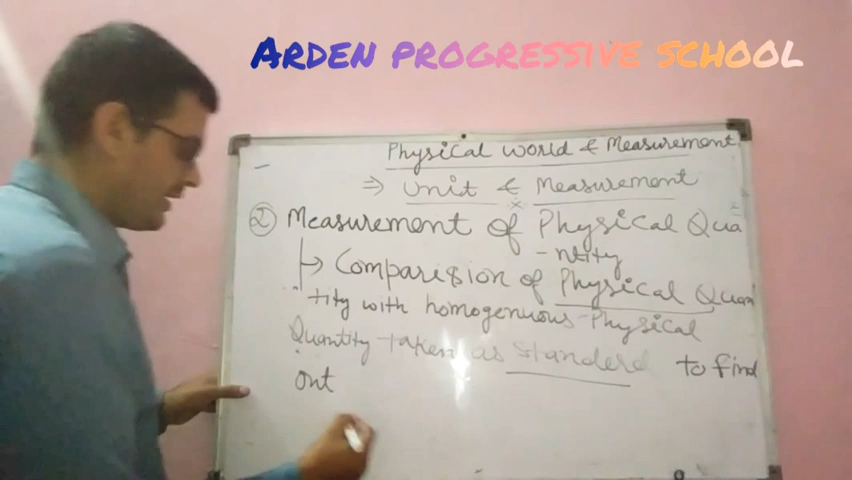 ARDEN PROGRESSIVE SCHOOL
Physical world & Measurement
⇒ Unit & Measurement
② Measurement of Physical Qua
-ntity
↳ Comparision of Physical Quan
-tity with homogenuous Physical
Quantity taken as Standerd to find
out